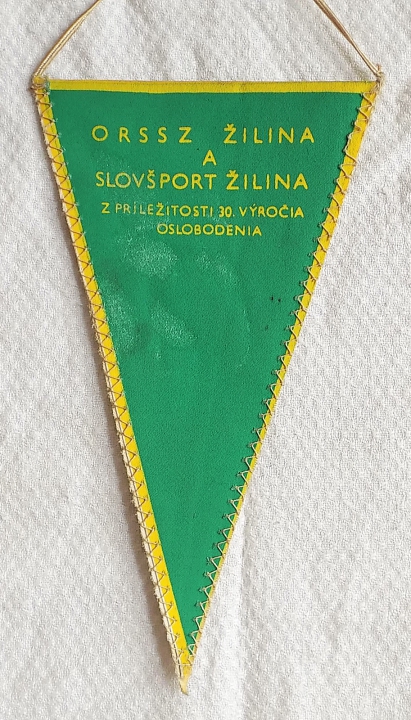 ORSSZ ŽILINA
A
SLOVŠPORT ŽILINA
Z PRÍLEŽITOSTI 30. VÝROČIA
OSLOBODENIA